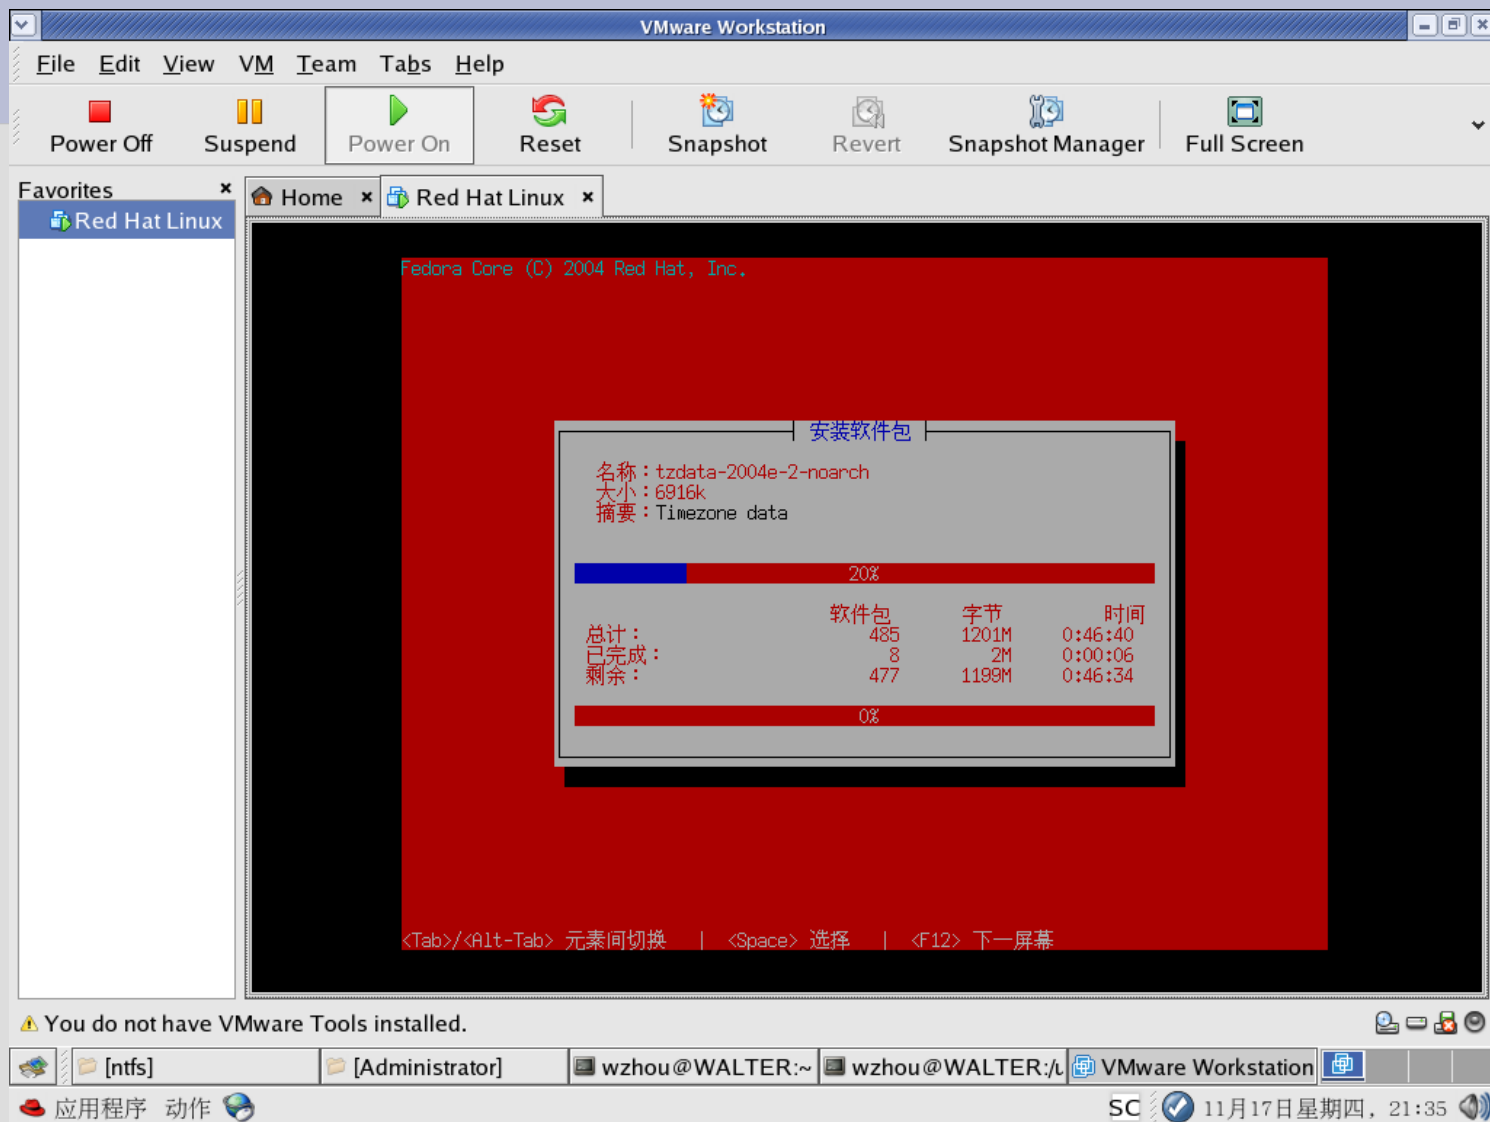 VMware Workstation
File Edit View VM Team Tabs Help
Power Off Suspend Power On Reset Snapshot Revert Snapshot Manager Full Screen
Favorites
Home Red Hat Linux
Red Hat Linux
Fedora Core (C) 2004 Red Hat, Inc.
安装软件包
名称：tzdata-2004e-2-noarch
大小：6916k
摘要：Timezone data
20%
软件包 字节 时间
总计： 485 1201M 0:46:40
已完成： 8 2M 0:00:06
剩余： 477 1199M 0:46:34
0%
<Tab>/<Alt-Tab> 元素间切换 | <Space> 选择 | <F12> 下一屏幕
You do not have VMware Tools installed.
[ntfs] [Administrator] wzhou@WALTER:~ wzhou@WALTER:/u VMware Workstation
应用程序 动作 SC 11月17日星期四, 21:35